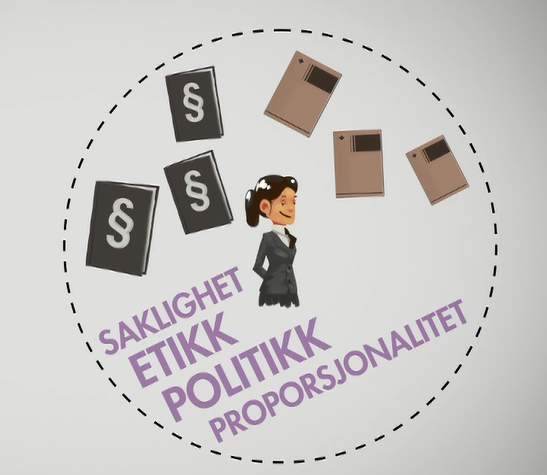 §
§
§
SAKLIGHET
ETIKK
POLITIKK
PROPORSJONALITET